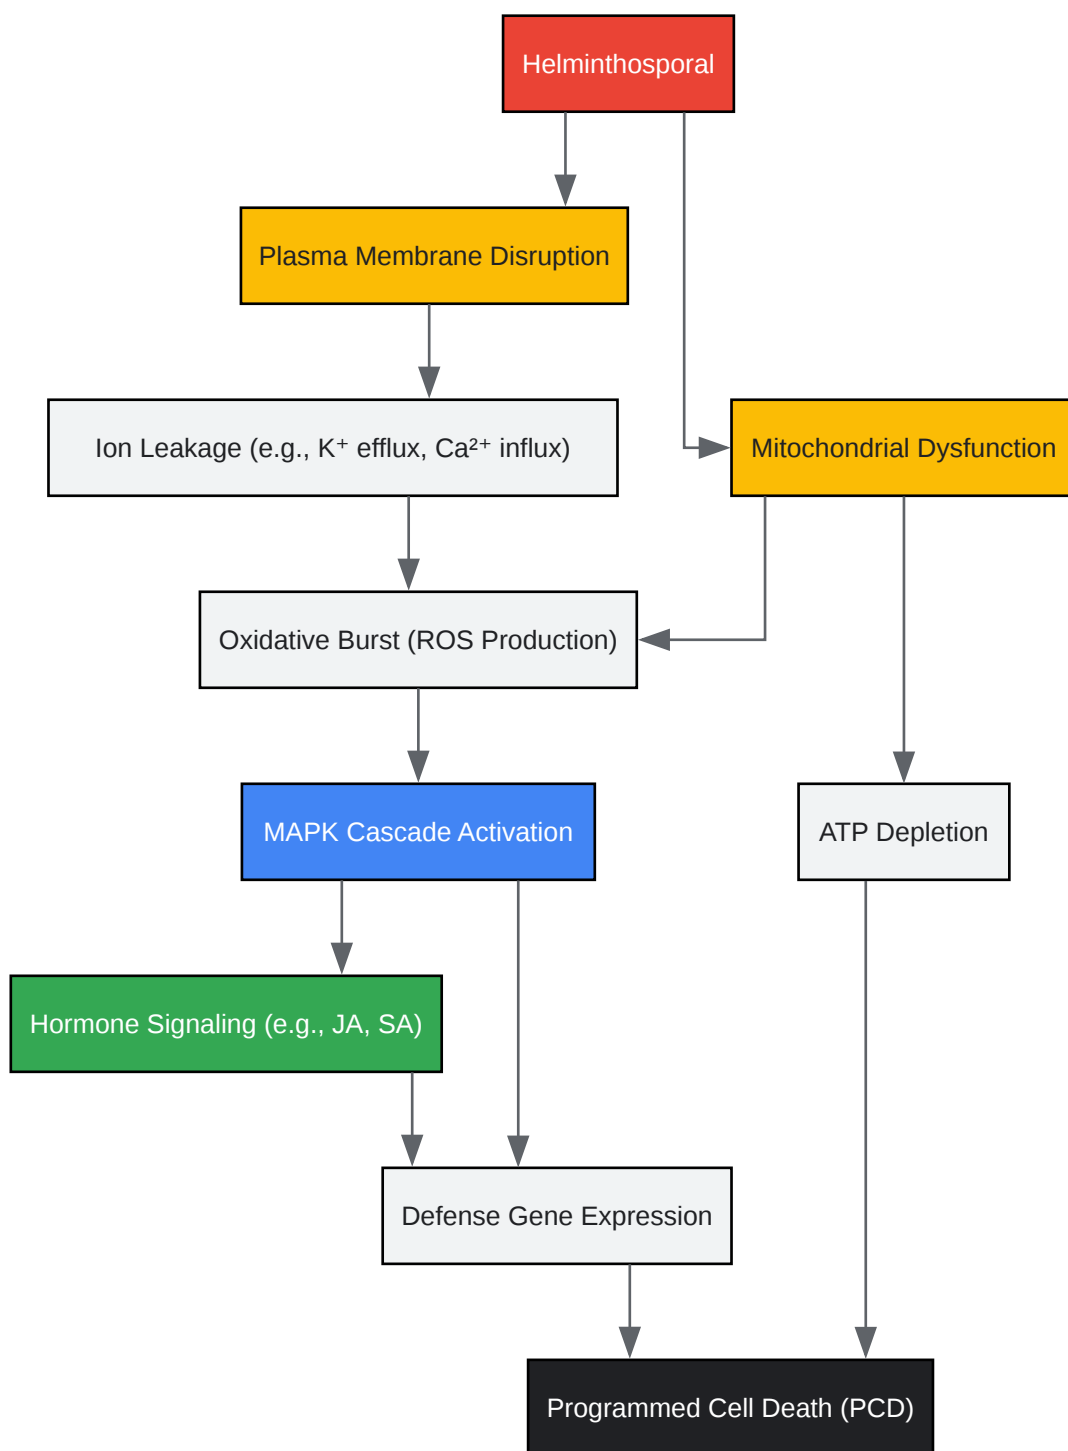 Helminthosporal
Plasma Membrane Disruption
Ion Leakage (e.g., K⁺ efflux, Ca²⁺ influx)
Mitochondrial Dysfunction
Oxidative Burst (ROS Production)
MAPK Cascade Activation
ATP Depletion
Hormone Signaling (e.g., JA, SA)
Defense Gene Expression
Programmed Cell Death (PCD)